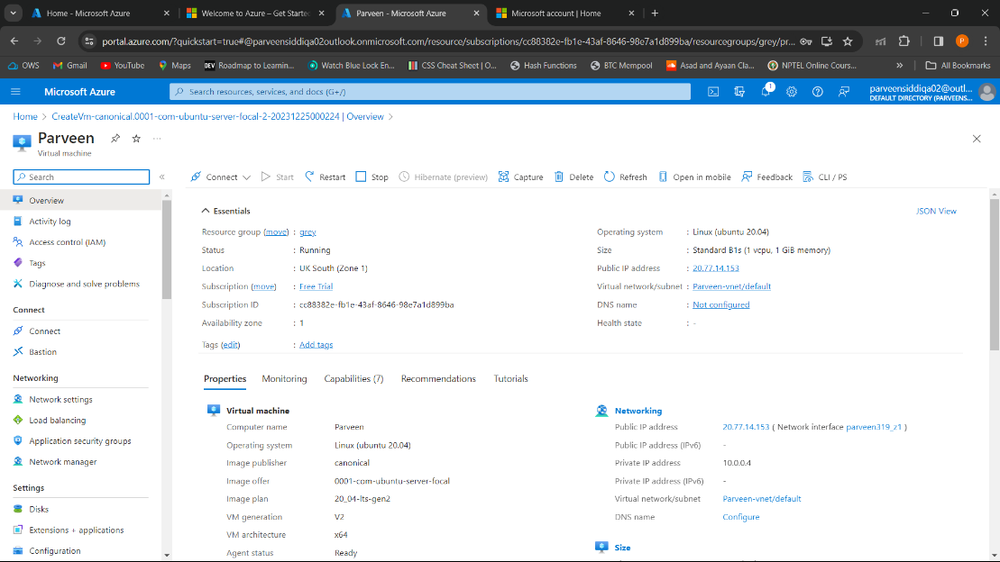 Home - Microsoft Azure
Welcome to Azure – Get Started
Parveen - Microsoft Azure
Microsoft account | Home
portal.azure.com/?quickstart=true#@parveensiddiqa02outlook.onmicrosoft.com/resource/subscriptions/cc88382e-fb1e-43af-8646-98e7a1d899ba/resourcegroups/grey/pr...
P
OWS
Gmail
YouTube
Maps
DEV Roadmap to Learnin...
Watch Blue Lock En...
CSS Cheat Sheet | O...
Hash Functions
BTC Mempool
Asad and Ayaan Cla...
NPTEL Online Cours...
»
All Bookmarks
Microsoft Azure
Search resources, services, and docs (G+/)
1
parveensiddiqa02@outl...
DEFAULT DIRECTORY (PARVEENS...
Home > CreateVm-canonical.0001-com-ubuntu-server-focal-2-20231225000224 | Overview >
Parveen
...
Virtual machine
Search
«
Connect
Start
Restart
Stop
Hibernate (preview)
Capture
Delete
Refresh
Open in mobile
Feedback
CLI / PS
Overview
Activity log
Access control (IAM)
Tags
Diagnose and solve problems
Connect
Connect
Bastion
Networking
Network settings
Load balancing
Application security groups
Network manager
Settings
Disks
Extensions + applications
Configuration
Essentials
JSON View
Resource group (move) : grey
Status : Running
Location : UK South (Zone 1)
Subscription (move) : Free Trial
Subscription ID : cc88382e-fb1e-43af-8646-98e7a1d899ba
Availability zone : 1
Tags (edit) : Add tags
Operating system : Linux (ubuntu 20.04)
Size : Standard B1s (1 vcpu, 1 GiB memory)
Public IP address : 20.77.14.153
Virtual network/subnet : Parveen-vnet/default
DNS name : Not configured
Health state : -
Properties
Monitoring
Capabilities (7)
Recommendations
Tutorials
Virtual machine
Computer name Parveen
Operating system Linux (ubuntu 20.04)
Image publisher canonical
Image offer 0001-com-ubuntu-server-focal
Image plan 20_04-lts-gen2
VM generation V2
VM architecture x64
Agent status Ready
Networking
Public IP address 20.77.14.153 ( Network interface parveen319_z1 )
Public IP address (IPv6) -
Private IP address 10.0.0.4
Private IP address (IPv6) -
Virtual network/subnet Parveen-vnet/default
DNS name Configure
Size